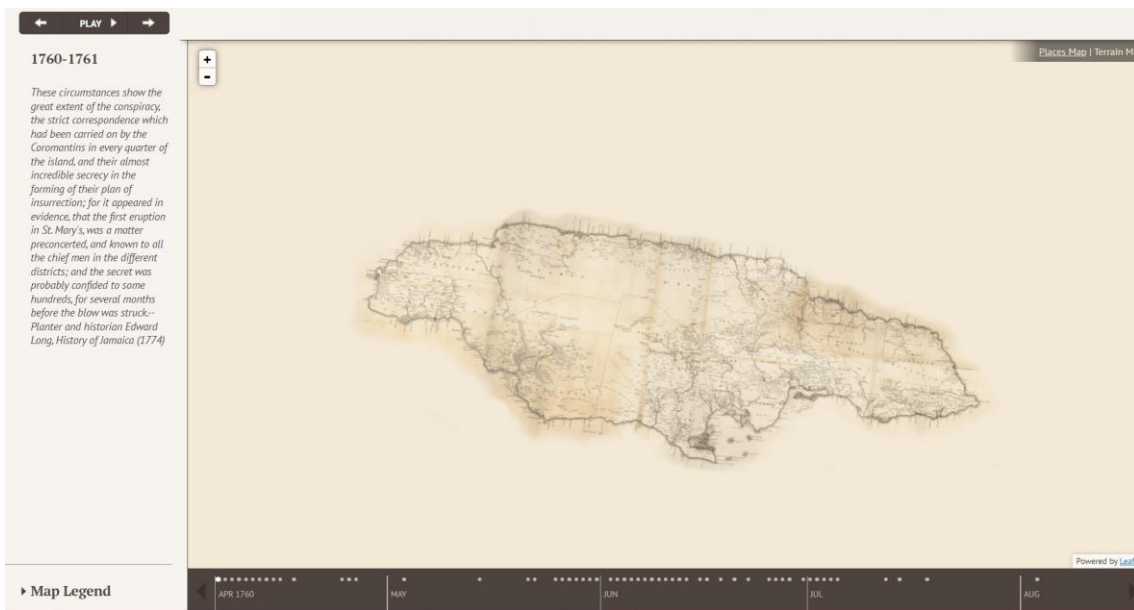 PLAY
1760-1761
These circumstances show the
great extent of the conspiracy,
the strict correspondence which
had been carried on by the
Coromantins in every quarter of
the island, and their almost
incredible secrecy in the
forming of their plan of
insurrection; for it appeared in
evidence, that the first eruption
in St. Mary's, was a matter
preconcerted, and known to all
the chief men in the different
districts; and the secret was
probably confided to some
hundreds, for several months
before the blow was struck.--
Planter and historian Edward
Long, History of Jamaica (1774)
Map Legend
+
-
Places Map | Terrain M
Powered by Leaf
APR 1760
MAY
JUN
JUL
AUG